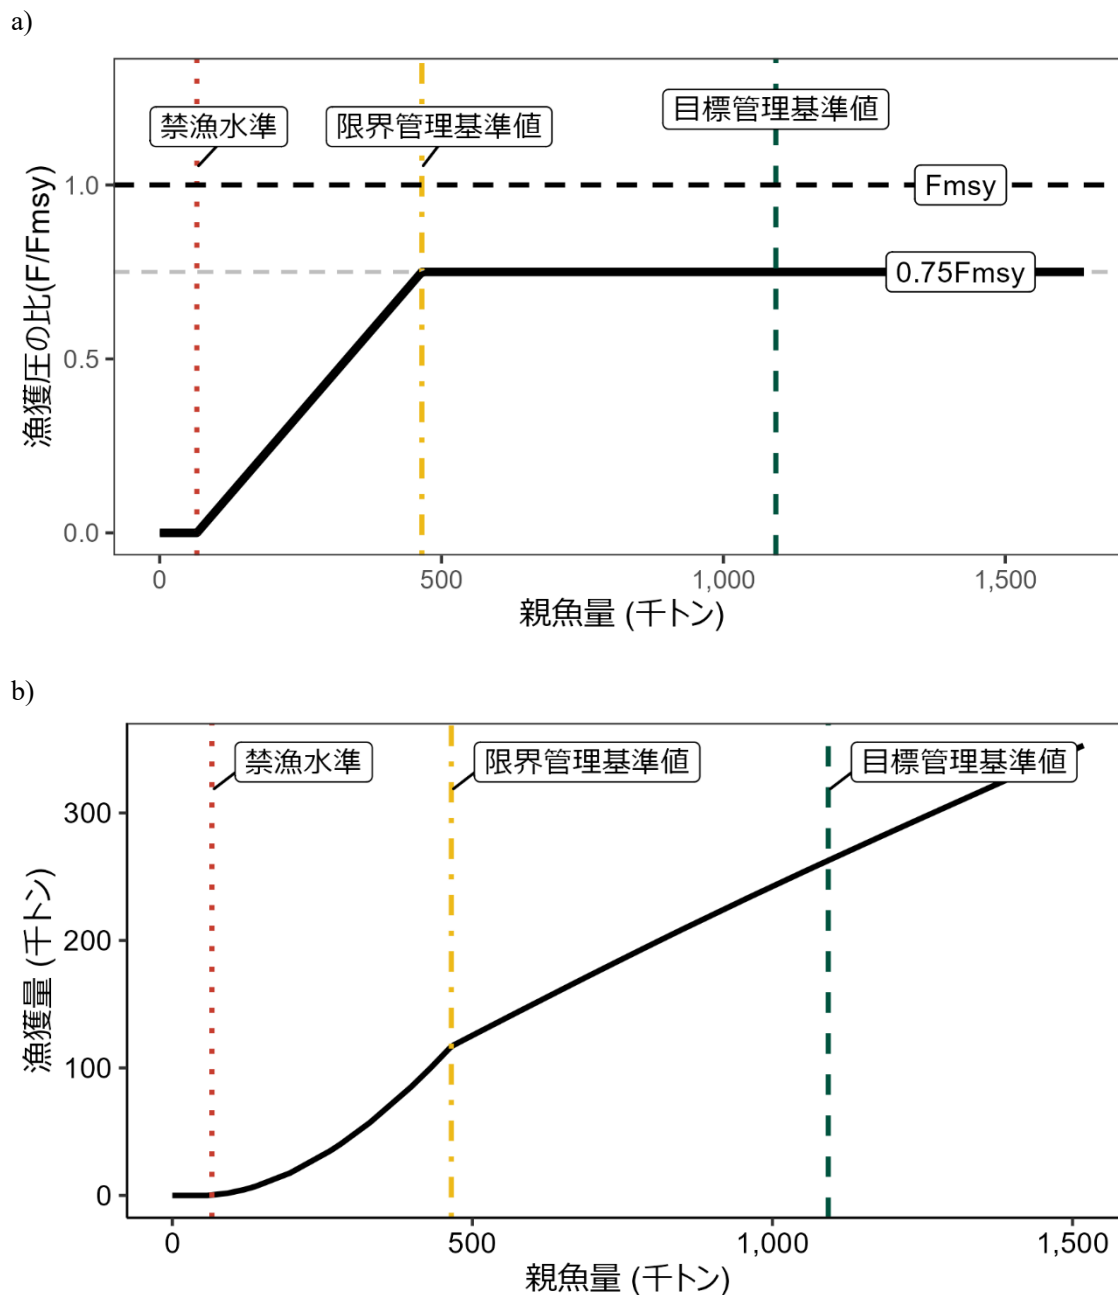 a)
禁漁水準
限界管理基準値
目標管理基準値
1.0
Fmsy
0.75Fmsy
0.5
0.0
漁獲圧の比(F/Fmsy)
0
500
1,000
1,500
親魚量 (千トン)
b)
禁漁水準
限界管理基準値
目標管理基準値
300
200
100
0
漁獲量 (千トン)
0
500
1,000
1,500
親魚量 (千トン)